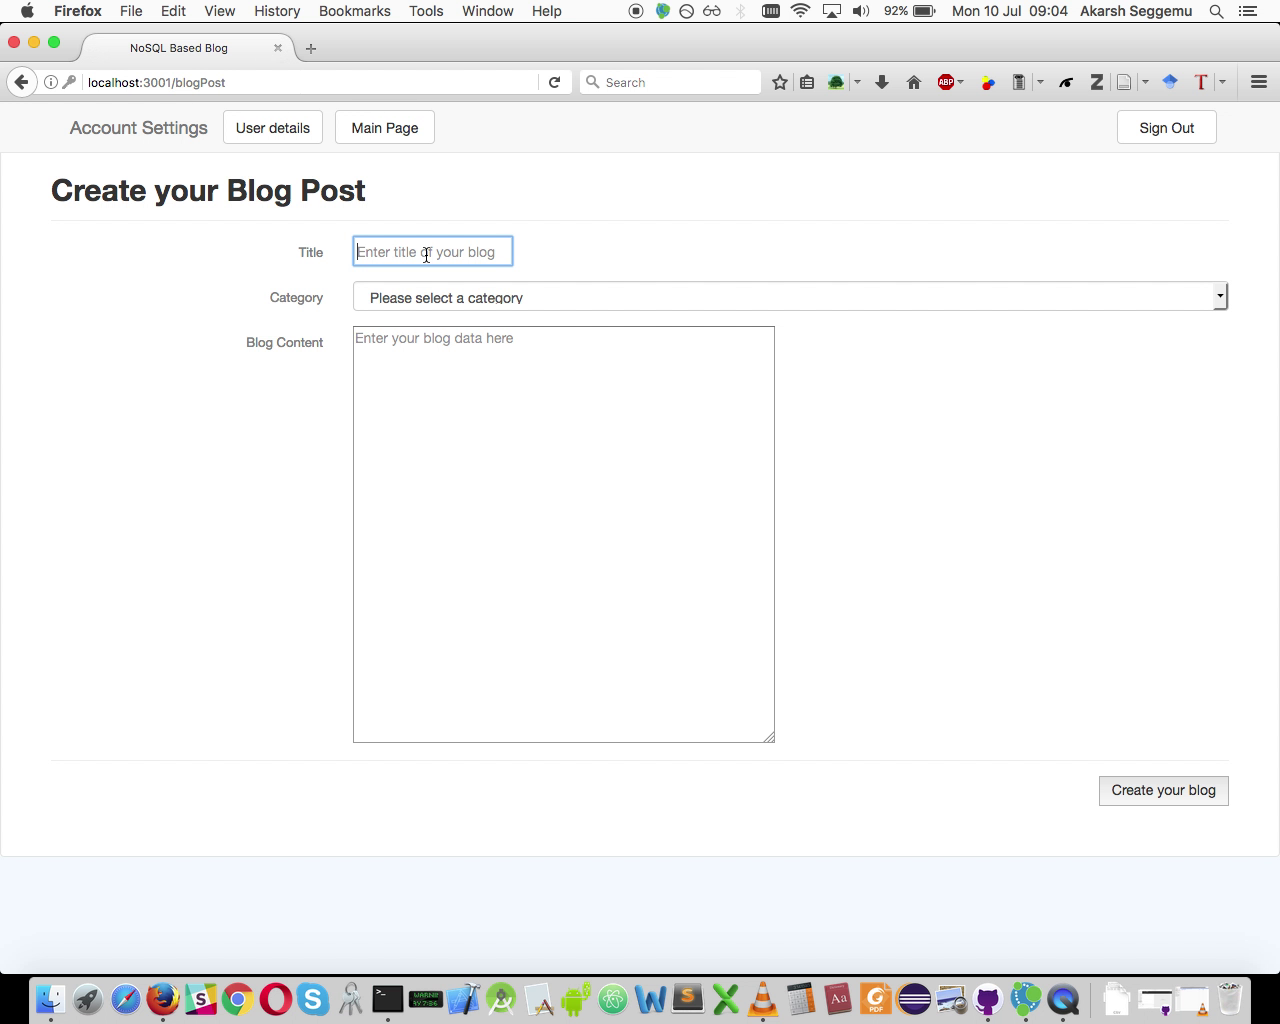 Firefox File Edit View History Bookmarks Tools Window Help 92% Mon 10 Jul 09:04 Akarsh Seggemu
NoSQL Based Blog
localhost:3001/blogPost Search ABP Z T
Account Settings User details Main Page Sign Out
Create your Blog Post
Title Enter title of your blog
Category Please select a category
Blog Content Enter your blog data here
Create your blog